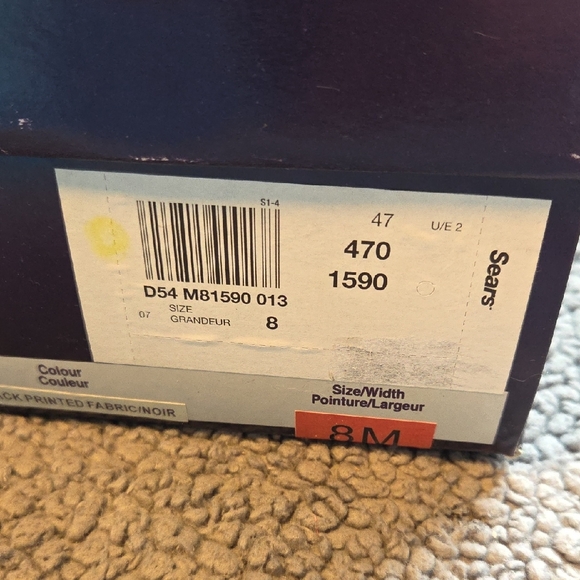 S1-4
47 U/E 2
470
1590
D54 M81590 013
07 SIZE
GRANDEUR 8
Sears
Colour
Couleur
ACK PRINTED FABRIC/NOIR
Size/Width
Pointure/Largeur
8 M